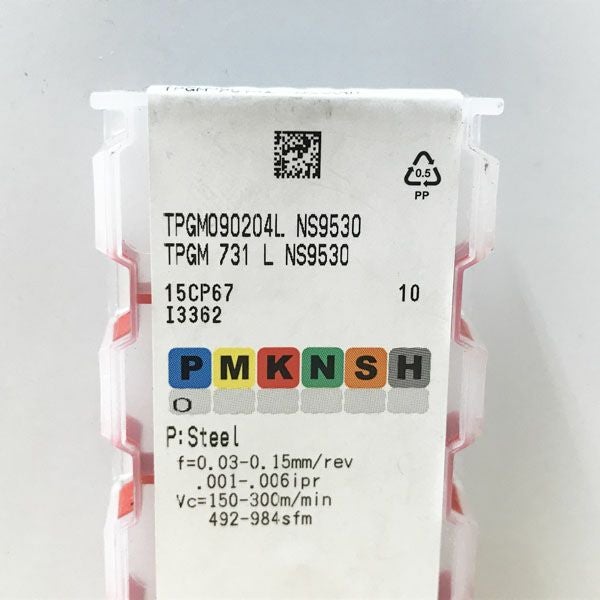 0.5
PP
TPGM090204L NS9530
TPGM 731 L NS9530
15CP67 10
I3362
P M K N S H
O
P:Steel
f=0.03-0.15mm/rev
.001-.006ipr
Vc=150-300m/min
492-984sfm